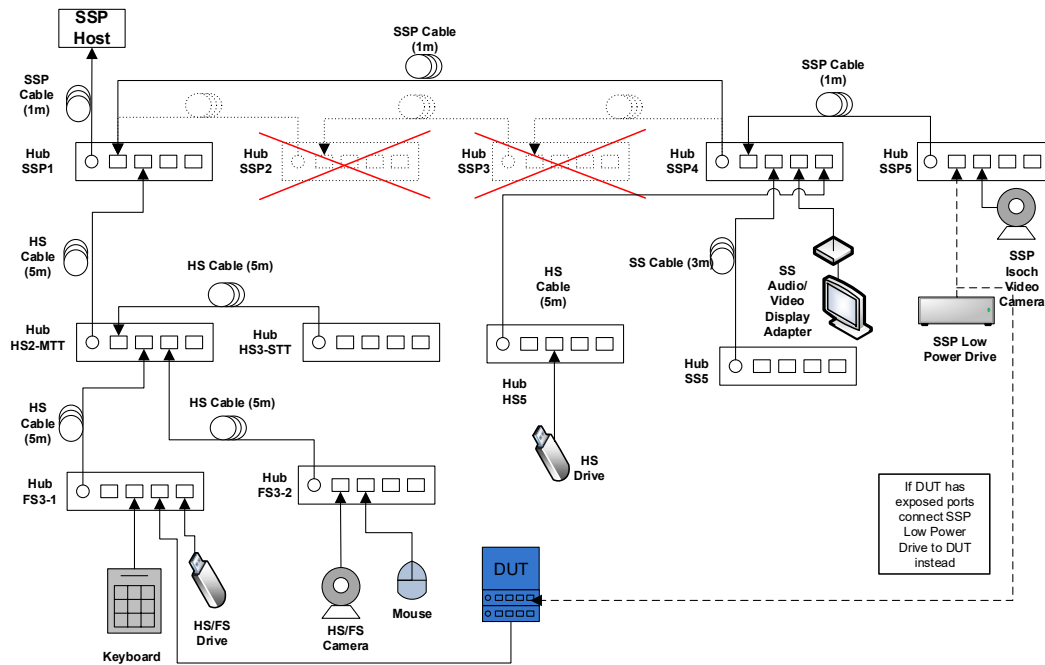 SSP
Host
SSP
Cable
(1m)
SSP Cable
(1m)
SSP Cable
(1m)
Hub
SSP1
Hub
SSP2
Hub
SSP3
Hub
SSP4
Hub
SSP5
HS
Cable
(5m)
HS Cable (5m)
HS
Cable
(5m)
SS Cable (3m)
SS
Audio/
Video
Display
Adapter
SSP
Isoch
Video
Camera
SSP Low
Power Drive
Hub
HS2-MTT
Hub
HS3-STT
Hub
HS5
Hub
SS5
HS
Cable
(5m)
HS Cable (5m)
HS
Drive
Hub
FS3-1
Hub
FS3-2
If DUT has
exposed ports
connect SSP
Low Power
Drive to DUT
instead
DUT
Keyboard
HS/FS
Drive
HS/FS
Camera
Mouse